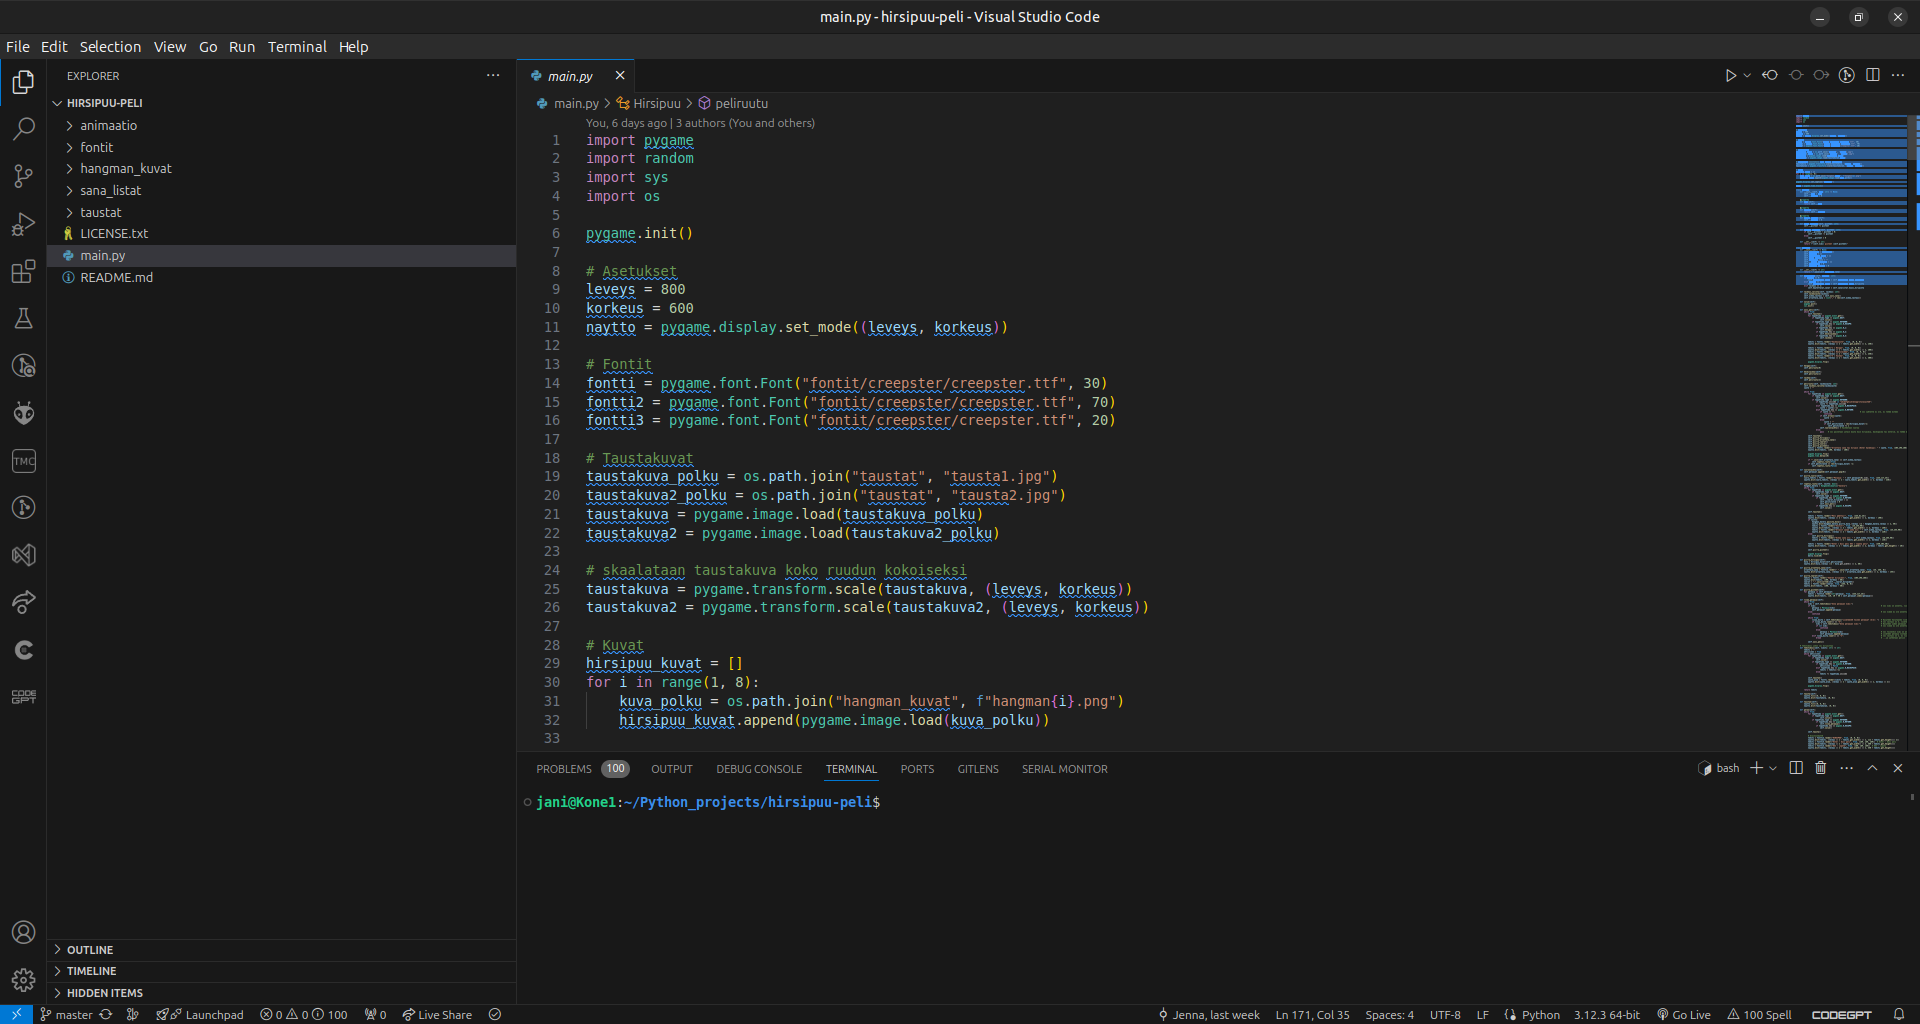 main.py - hirsipuu-peli - Visual Studio Code
File Edit Selection View Go Run Terminal Help
EXPLORER
HIRSIPUU-PELI
animaatio
fontit
hangman_kuvat
sana_listat
taustat
LICENSE.txt
main.py
README.md
OUTLINE
TIMELINE
HIDDEN ITEMS
TMC
CODE
GPT
main.py
main.py > Hirsipuu > peliruutu
You, 6 days ago | 3 authors (You and others)
1 import pygame
2 import random
3 import sys
4 import os
5
6 pygame.init()
7
8 # Asetukset
9 leveys = 800
10 korkeus = 600
11 naytto = pygame.display.set_mode((leveys, korkeus))
12
13 # Fontit
14 fontti = pygame.font.Font("fontit/creepster/creepster.ttf", 30)
15 fontti2 = pygame.font.Font("fontit/creepster/creepster.ttf", 70)
16 fontti3 = pygame.font.Font("fontit/creepster/creepster.ttf", 20)
17
18 # Taustakuvat
19 taustakuva_polku = os.path.join("taustat", "tausta1.jpg")
20 taustakuva2_polku = os.path.join("taustat", "tausta2.jpg")
21 taustakuva = pygame.image.load(taustakuva_polku)
22 taustakuva2 = pygame.image.load(taustakuva2_polku)
23
24 # skaalataan taustakuva koko ruudun kokoiseksi
25 taustakuva = pygame.transform.scale(taustakuva, (leveys, korkeus))
26 taustakuva2 = pygame.transform.scale(taustakuva2, (leveys, korkeus))
27
28 # Kuvat
29 hirsipuu_kuvat = []
30 for i in range(1, 8):
31 kuva_polku = os.path.join("hangman_kuvat", f"hangman{i}.png")
32 hirsipuu_kuvat.append(pygame.image.load(kuva_polku))
33
PROBLEMS 100 OUTPUT DEBUG CONSOLE TERMINAL PORTS GITLENS SERIAL MONITOR bash
jani@Kone1:~/Python_projects/hirsipuu-peli$
master Launchpad 0 0 100 0 Live Share Jenna, last week Ln 171, Col 35 Spaces: 4 UTF-8 LF Python 3.12.3 64-bit Go Live 100 Spell CODEGPT